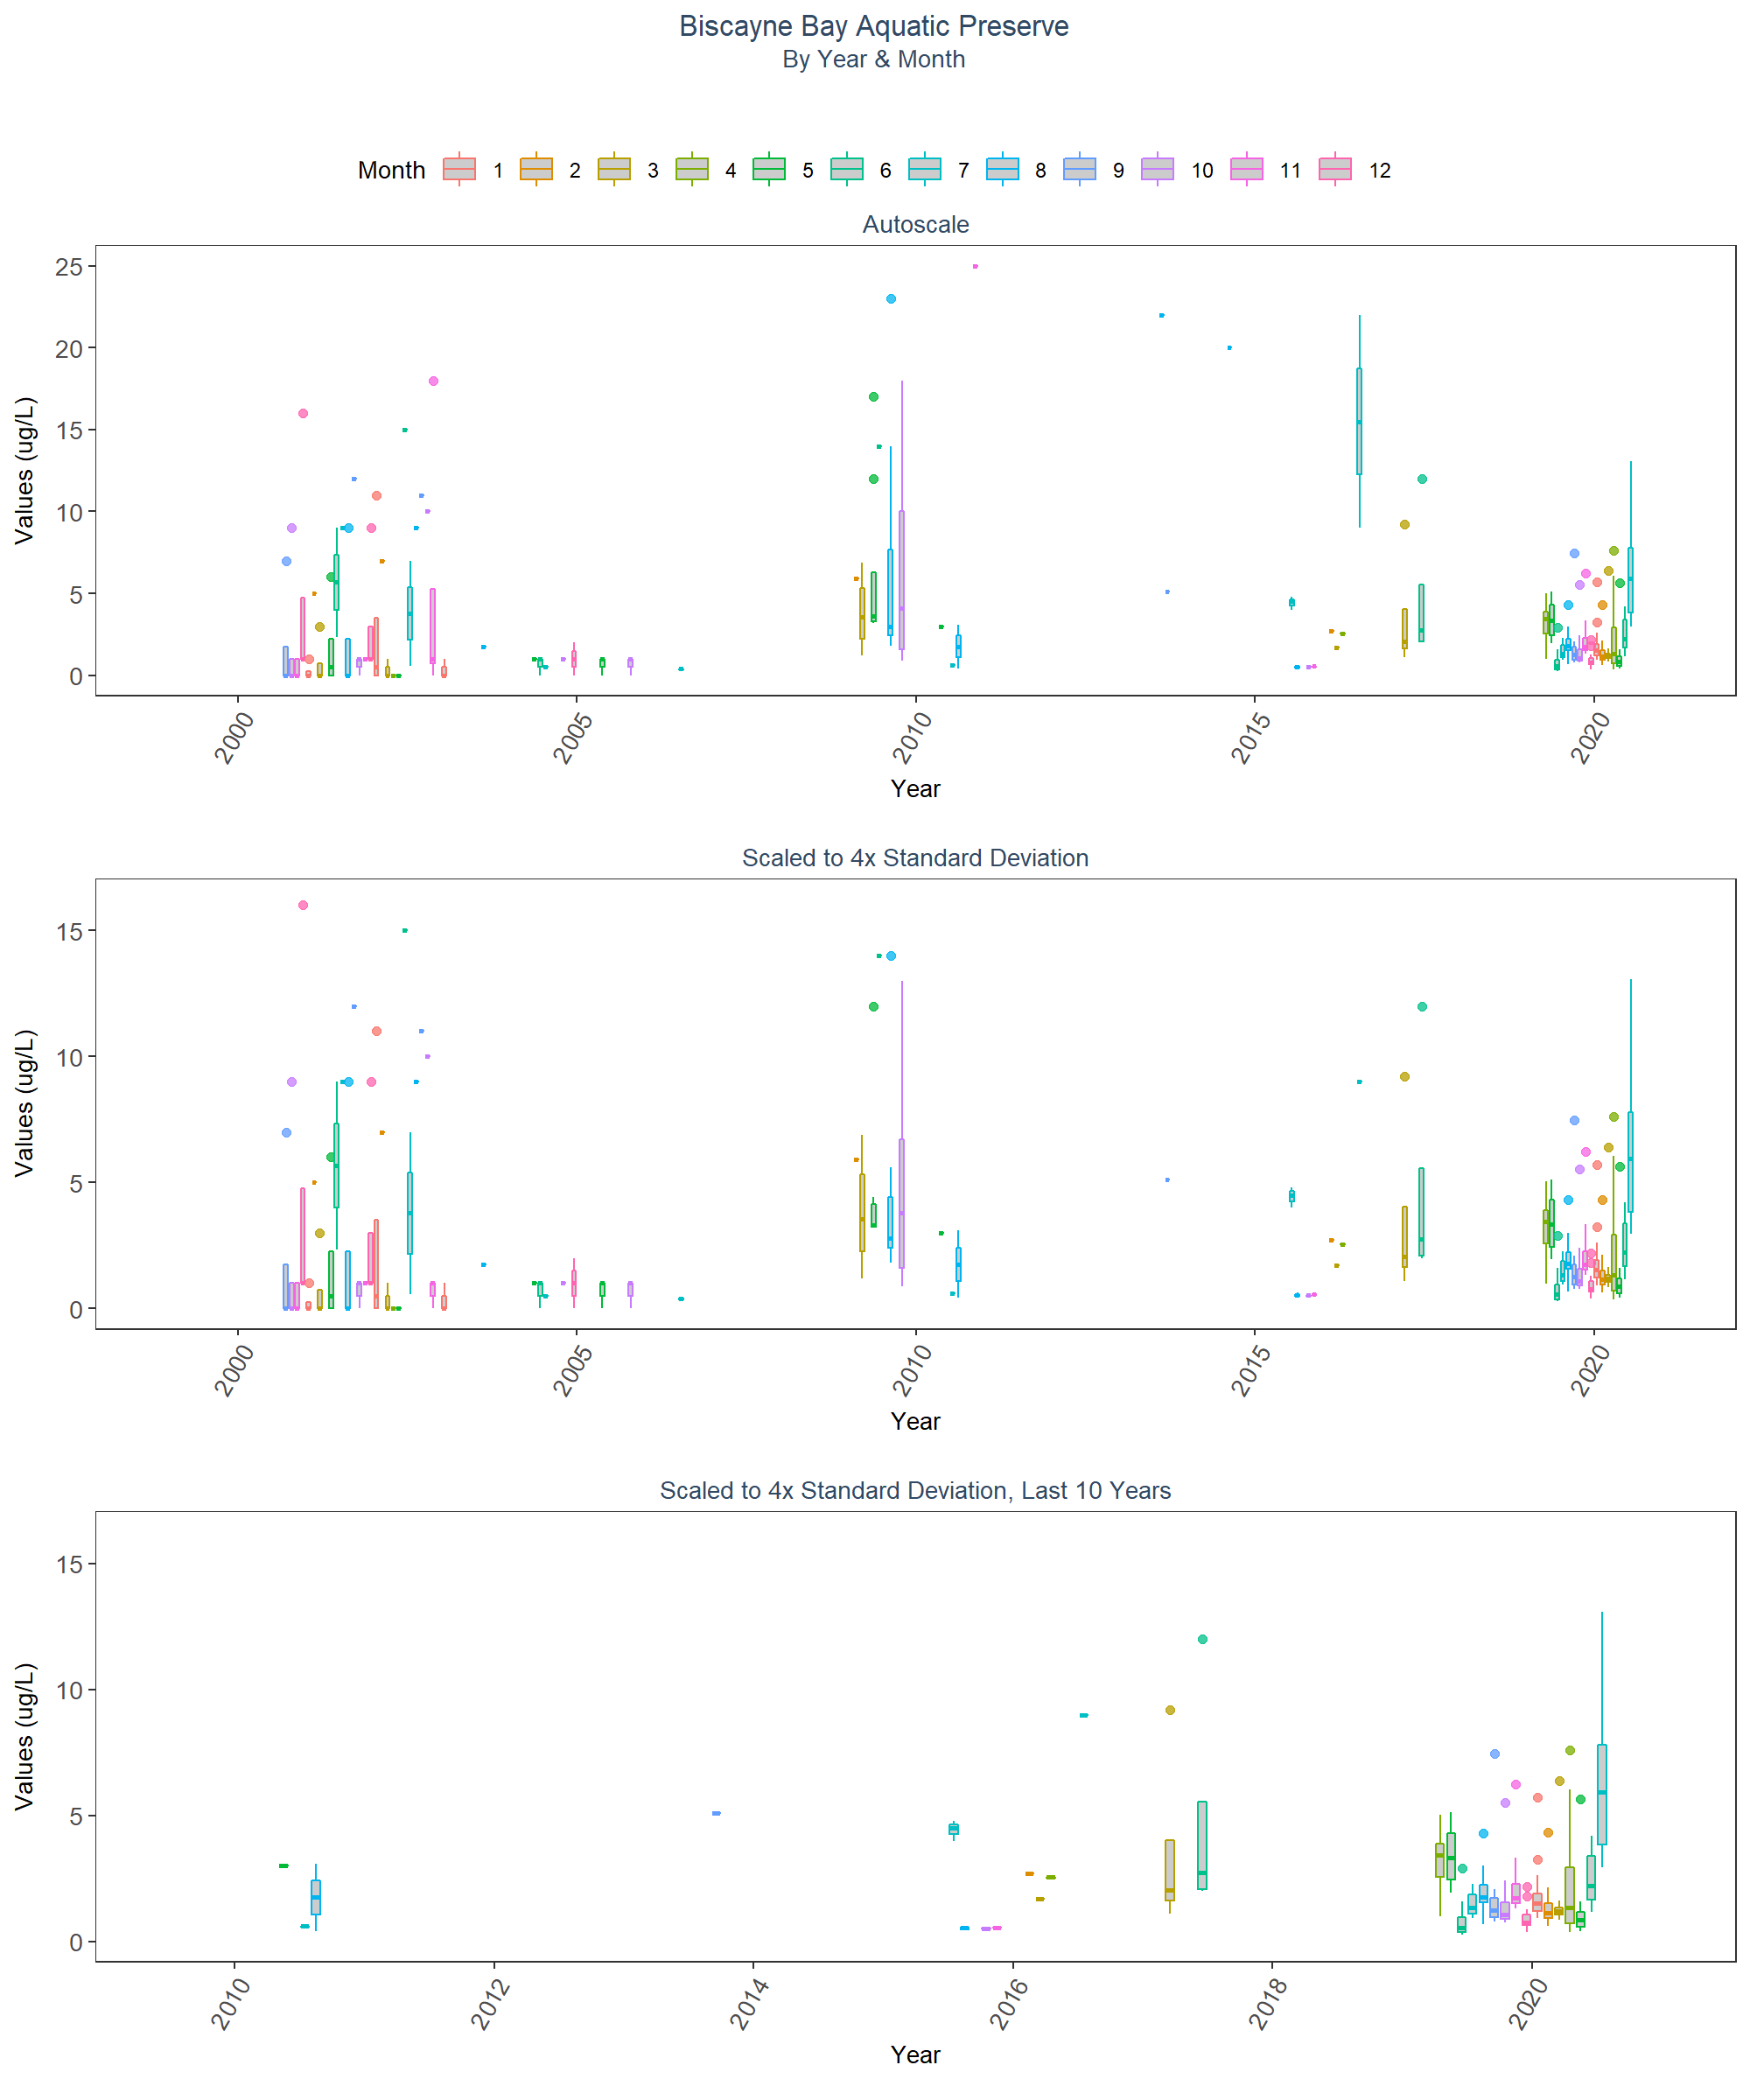 Biscayne Bay Aquatic Preserve
By Year & Month
Month 1 2 3 4 5 6 7 8 9 10 11 12
Autoscale
25
20
15
10
5
0
Values (ug/L)
2000 2005 2010 2015 2020
Year
Scaled to 4x Standard Deviation
15
10
5
0
Values (ug/L)
2000 2005 2010 2015 2020
Year
Scaled to 4x Standard Deviation, Last 10 Years
15
10
5
0
Values (ug/L)
2010 2012 2014 2016 2018 2020
Year